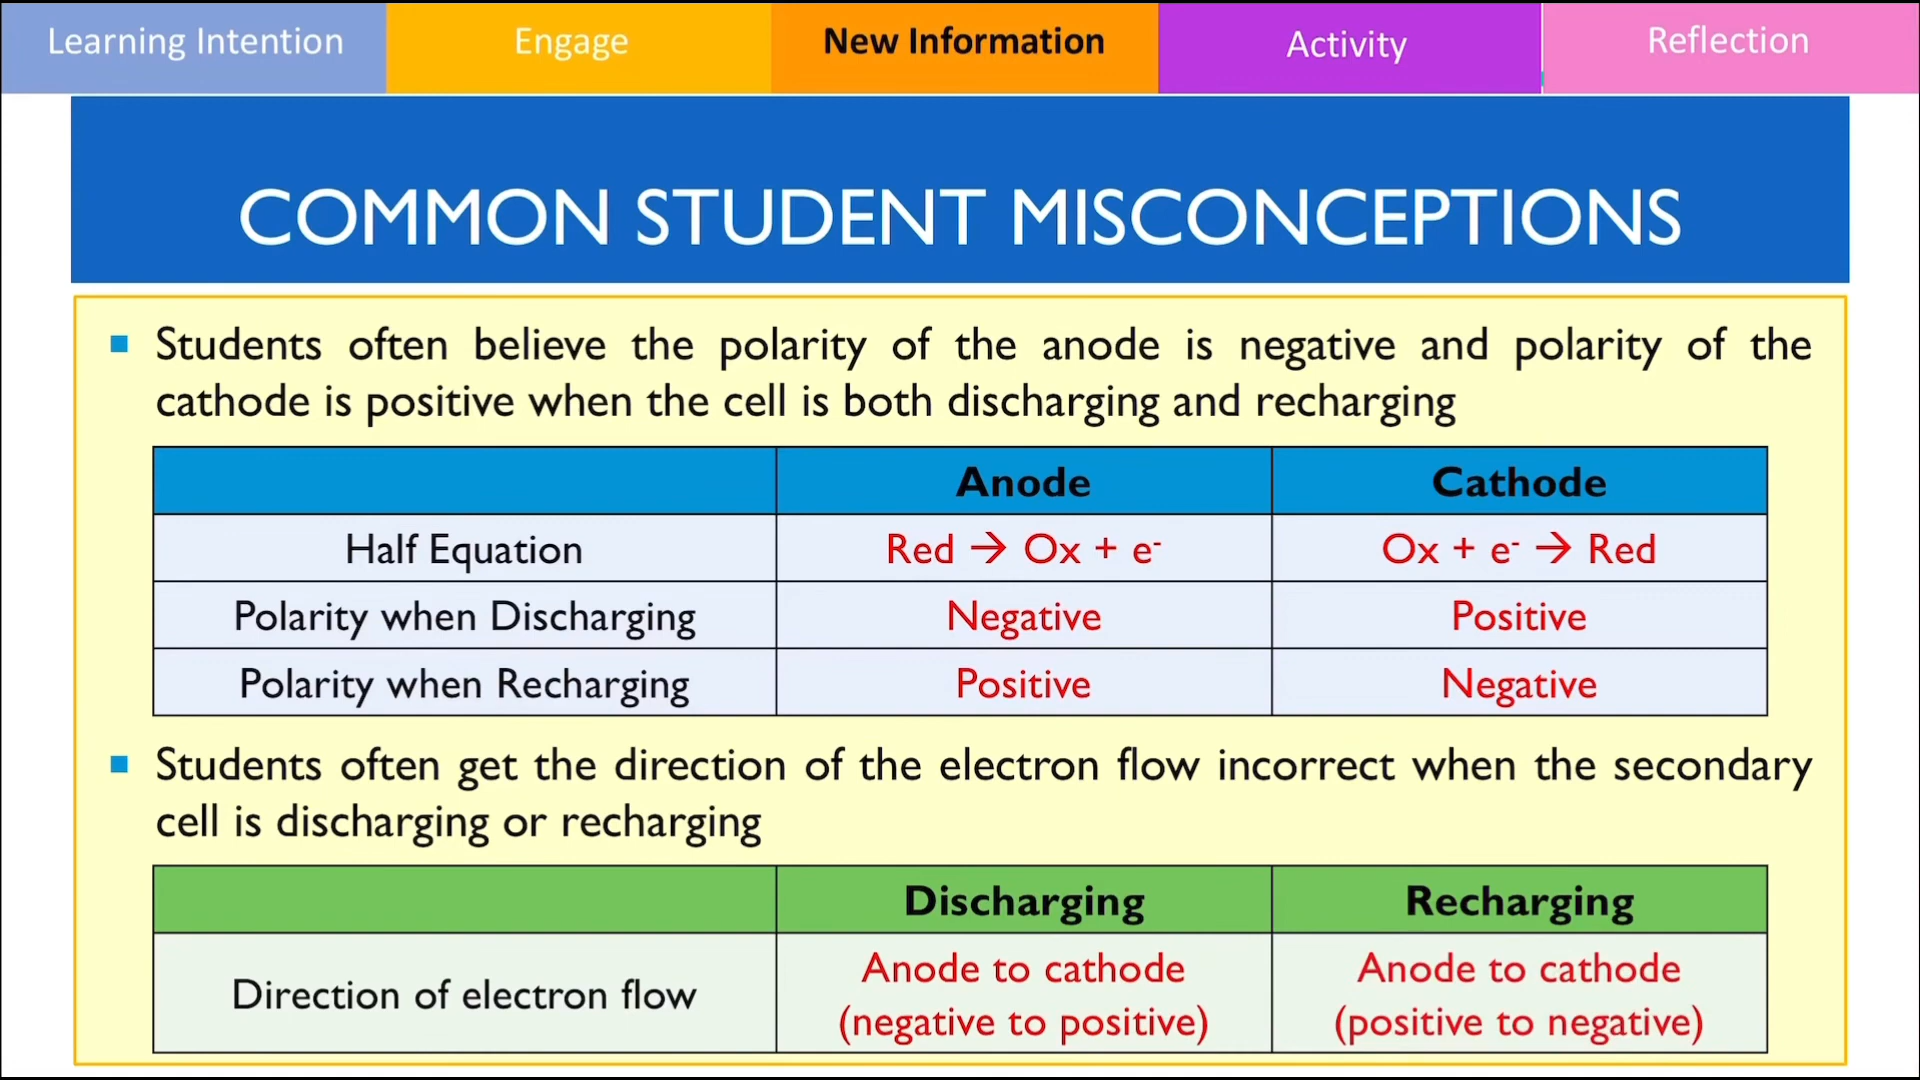 Learning Intention
Engage
New Information
Activity
Reflection
COMMON STUDENT MISCONCEPTIONS
Students often believe the polarity of the anode is negative and polarity of the
cathode is positive when the cell is both discharging and recharging
Anode
Cathode
Half Equation
Red → Ox + e⁻
Ox + e⁻ → Red
Polarity when Discharging
Negative
Positive
Polarity when Recharging
Positive
Negative
Students often get the direction of the electron flow incorrect when the secondary
cell is discharging or recharging
Discharging
Recharging
Direction of electron flow
Anode to cathode
(negative to positive)
Anode to cathode
(positive to negative)